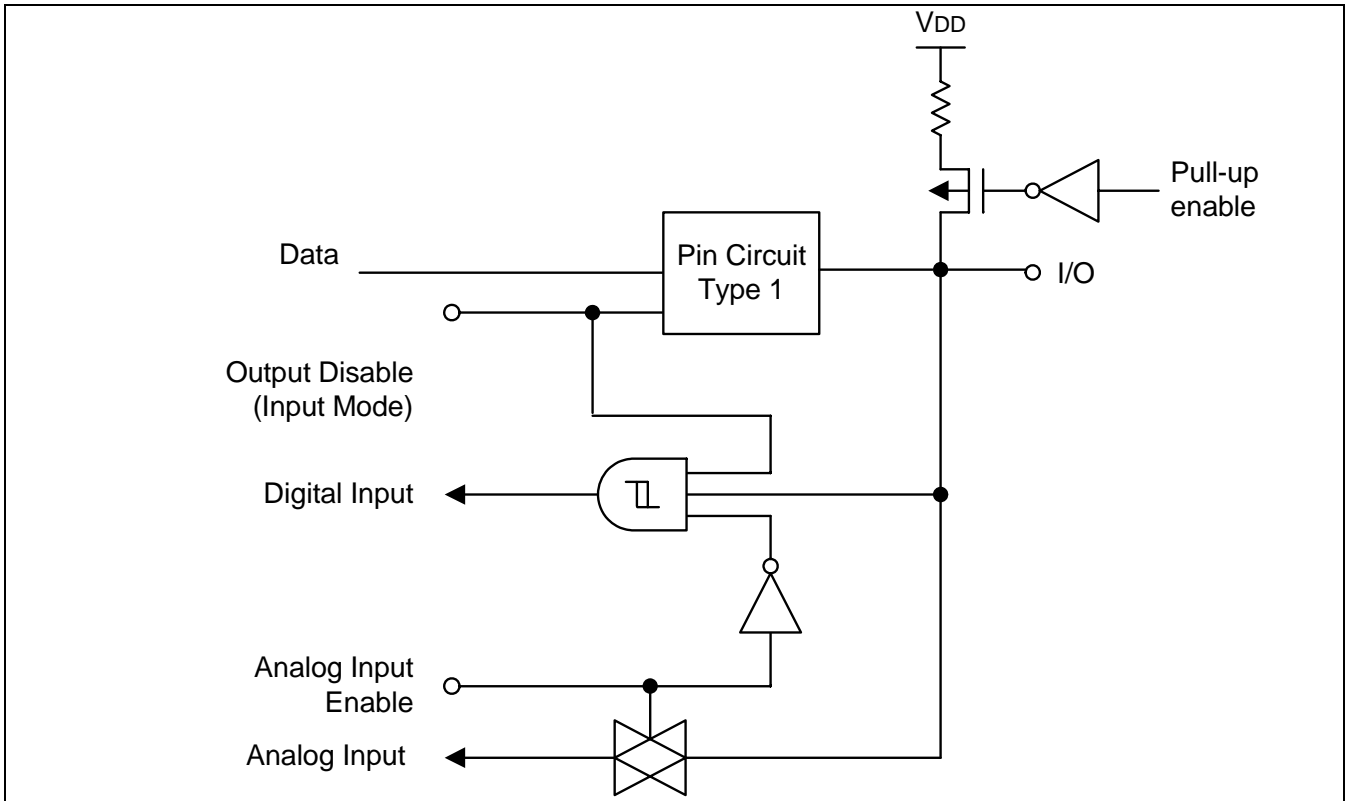 VDD
Pull-up
enable
Data
Pin Circuit
Type 1
I/O
Output Disable
(Input Mode)
Digital Input
Analog Input
Enable
Analog Input